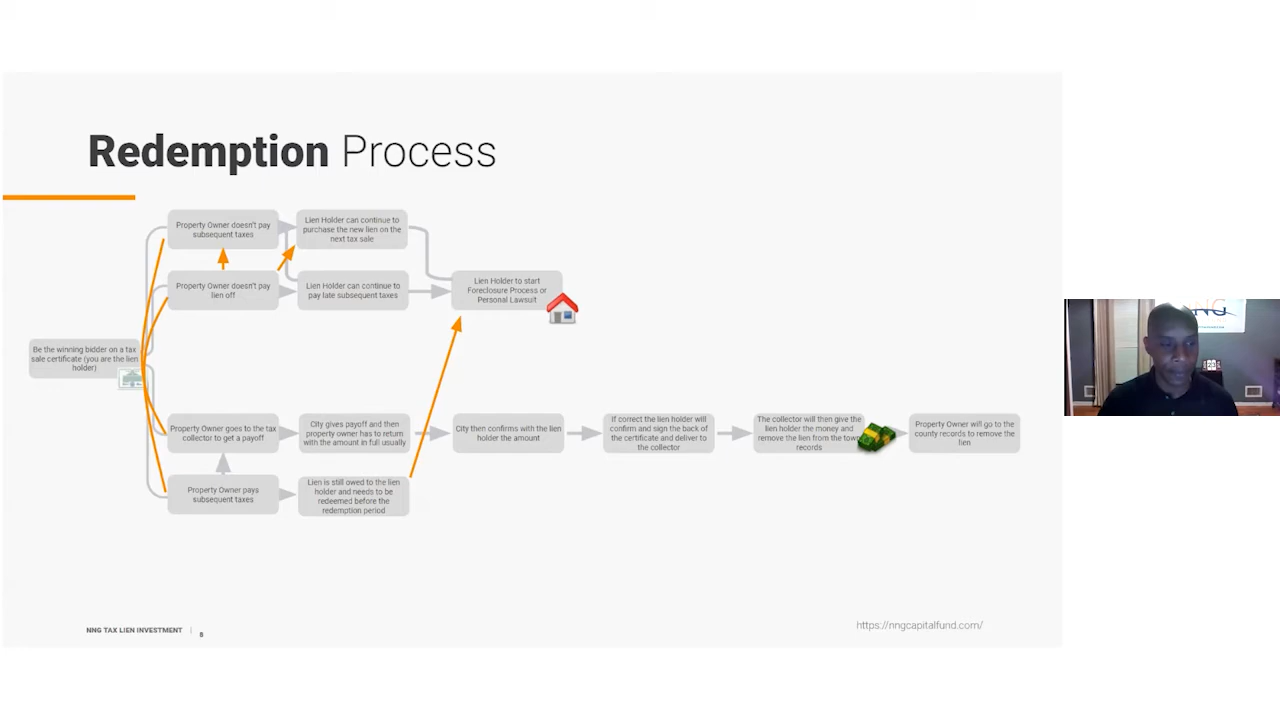 Redemption Process
Property Owner doesn't pay
subsequent taxes
Lien Holder can continue to
purchase the new lien on the
next tax sale
Property Owner doesn't pay
lien off
Lien Holder can continue to
pay late subsequent taxes
Lien Holder to start
Foreclosure Process or
Personal Lawsuit
Be the winning bidder on a tax
sale certificate (you are the lien
holder)
Property Owner goes to the tax
collector to get a payoff
City gives payoff and then
property owner has to return
with the amount in full usually
City then confirms with the lien
holder the amount
If correct the lien holder will
confirm and sign the back of
the certificate and deliver to
the collector
The collector will then give the
lien holder the money and
remove the lien from the town
records
Property Owner will go to the
county records to remove the
lien
Property Owner pays
subsequent taxes
Lien is still owed to the lien
holder and needs to be
redeemed before the
redemption period
NNG TAX LIEN INVESTMENT | 8
https://nngcapitalfund.com/
NG